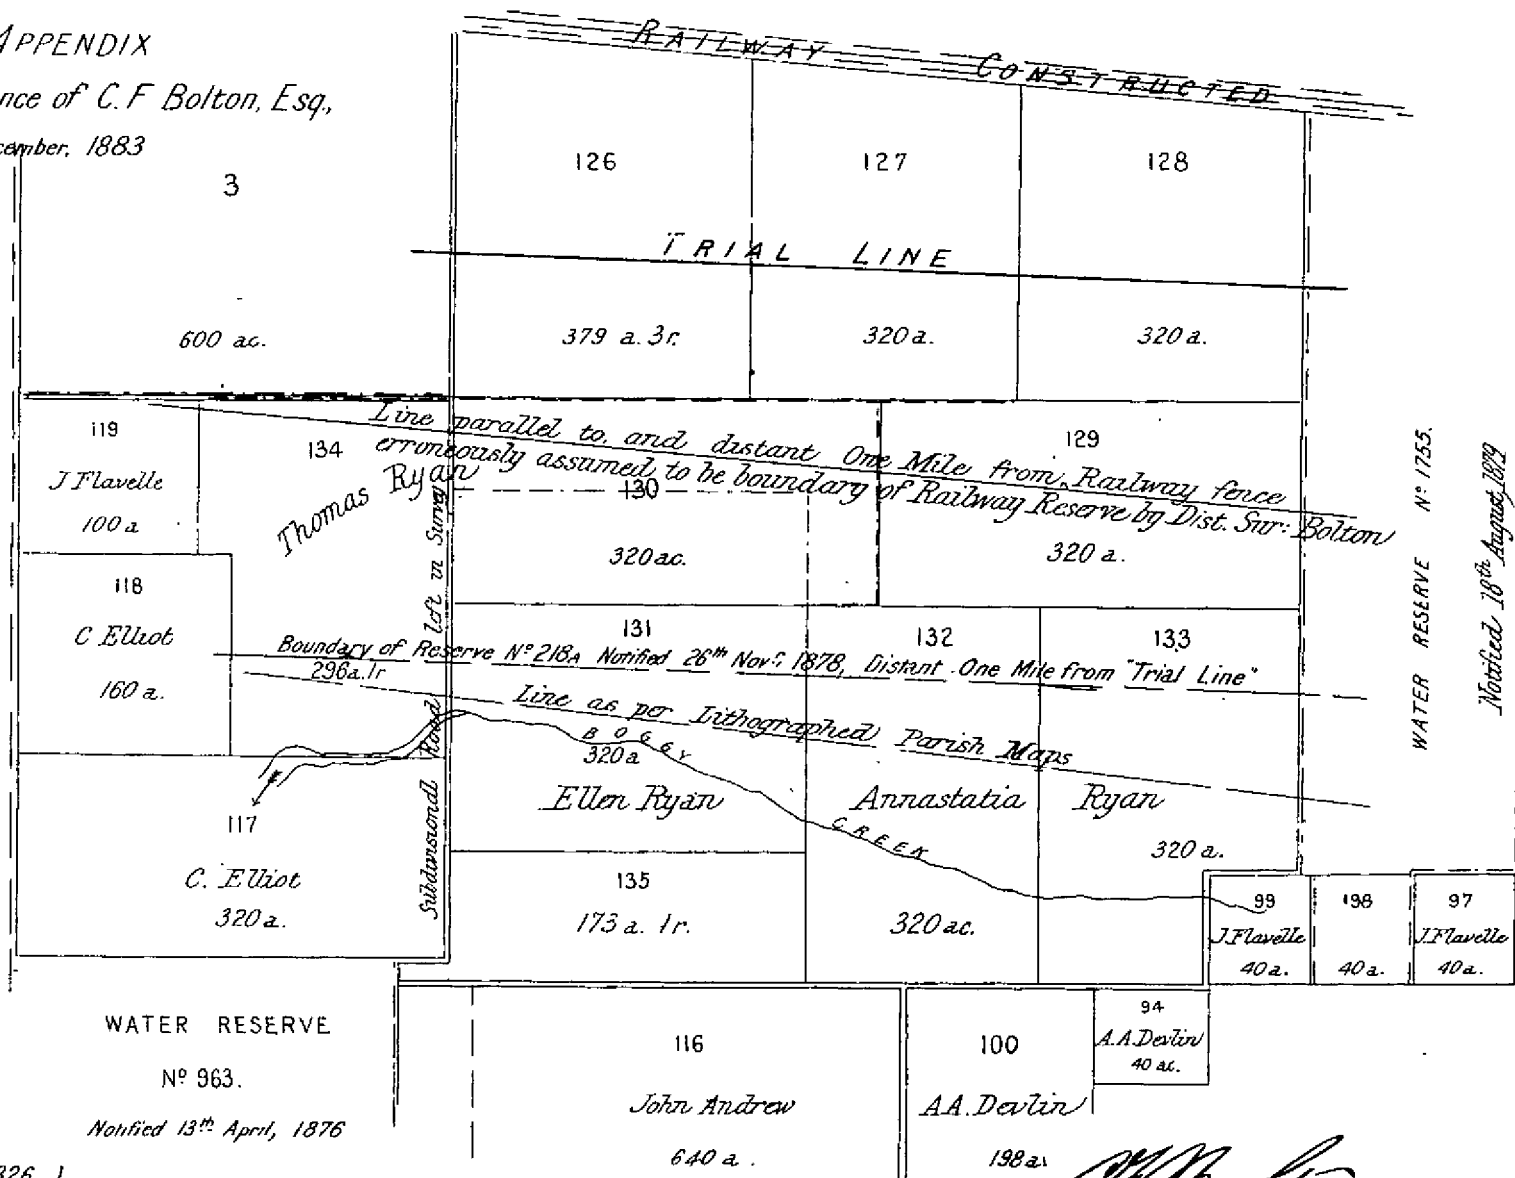 APPENDIX
nce of C. F Bolton, Esq.,
cember, 1883
RAILWAY CONSTRUCTED
3
126
127
128
TRIAL LINE
600 ac.
379 a. 3r.
320 a.
320 a.
119
J Flavelle
100 a
134
Thomas Ryan
Line parallel to, and distant One Mile from, Railway fence
erroneously assumed to be boundary of Railway Reserve by Dist. Sur: Bolton
130
320 ac.
129
320 a.
118
C Elliot
160 a.
131
132
133
Boundary of Reserve Nº 218A Notified 26th Novr. 1878, Distant One Mile from "Trial Line"
296 a. 1r
Line as per Lithographed Parish Maps
BOGGY
CREEK
320 a
Ellen Ryan
Annastatia Ryan
320 a.
320 ac.
Subdivisional Road left in Survey
117
C. Elliot
320 a.
135
173 a. 1r.
99
J. Flavelle
40 a.
198
40 a.
97
J. Flavelle
40 a.
WATER RESERVE Nº 1755.
Notified 18th August, 1879
WATER RESERVE
Nº 963.
Notified 13th April, 1876
116
John Andrew
640 a.
100
A.A. Devlin
198 a.
94
A.A. Devlin
40 ac.